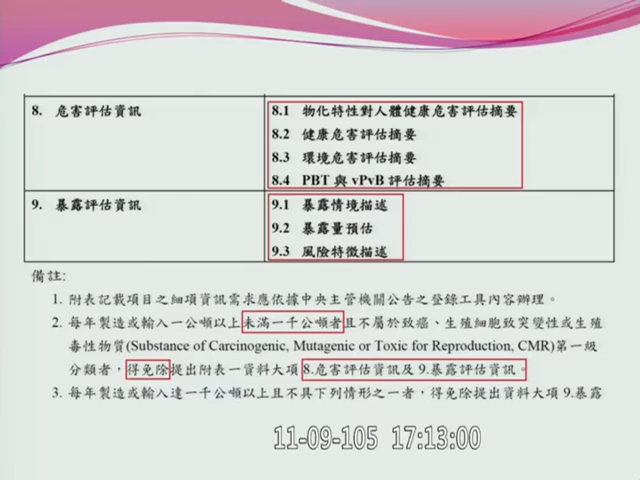 8. 危害評估資訊
8.1 物化特性對人體健康危害評估摘要
8.2 健康危害評估摘要
8.3 環境危害評估摘要
8.4 PBT 與 vPvB 評估摘要
9. 暴露評估資訊
9.1 暴露情境描述
9.2 暴露量預估
9.3 風險特徵描述
備註:
1. 附表記載項目之細項資訊需求應依據中央主管機關公告之登錄工具內容辦理。
2. 每年製造或輸入一公噸以上未滿一千公噸者且不屬於致癌、生殖細胞致突變性或生殖
毒性物質(Substance of Carcinogenic, Mutagenic or Toxic for Reproduction, CMR)第一級
分類者，得免除提出附表一資料大項 8.危害評估資訊及 9.暴露評估資訊。
3. 每年製造或輸入達一千公噸以上且不具下列情形之一者，得免除提出資料大項 9.暴露
11-09-105 17:13:00